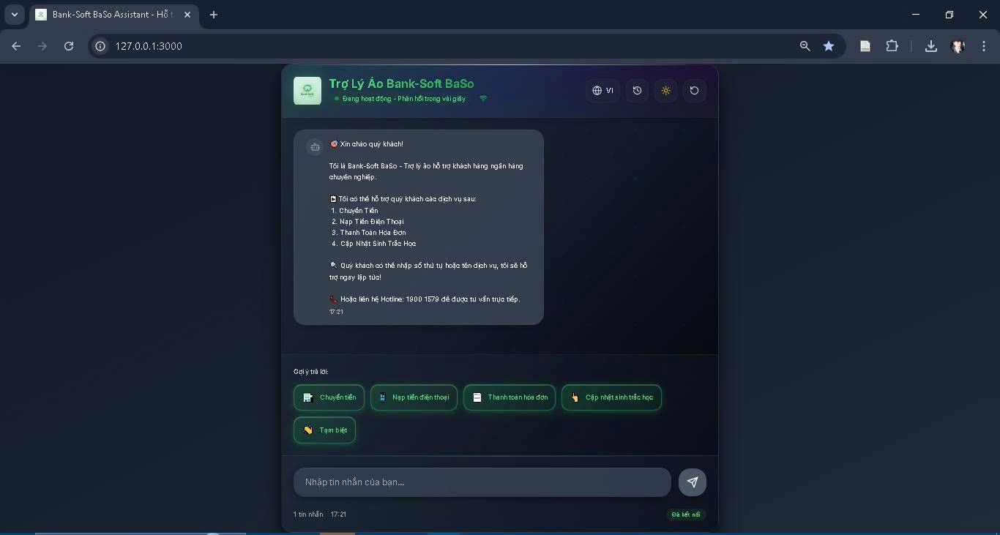 Bank-Soft BaSo Assistant - Hỗ t
127.0.0.1:3000
Trợ Lý Ảo Bank-Soft BaSo
Đang hoạt động - Phản hồi trong vài giây
VI
🎯 Xin chào quý khách!
Tôi là Bank-Soft BaSo - Trợ lý ảo hỗ trợ khách hàng ngân hàng
chuyên nghiệp.
Tôi có thể hỗ trợ quý khách các dịch vụ sau:
1. Chuyển Tiền
2. Nạp Tiền Điện Thoại
3. Thanh Toán Hóa Đơn
4. Cập Nhật Sinh Trắc Học
🔍 Quý khách có thể nhập số thứ tự hoặc tên dịch vụ, tôi sẽ hỗ
trợ ngay lập tức!
📞 Hoặc liên hệ Hotline: 1900 1579 để được tư vấn trực tiếp.
17:21
Gợi ý trả lời:
Chuyển tiền
Nạp tiền điện thoại
Thanh toán hóa đơn
Cập nhật sinh trắc học
Tạm biệt
Nhập tin nhắn của bạn...
1 tin nhắn 17:21
Đã kết nối